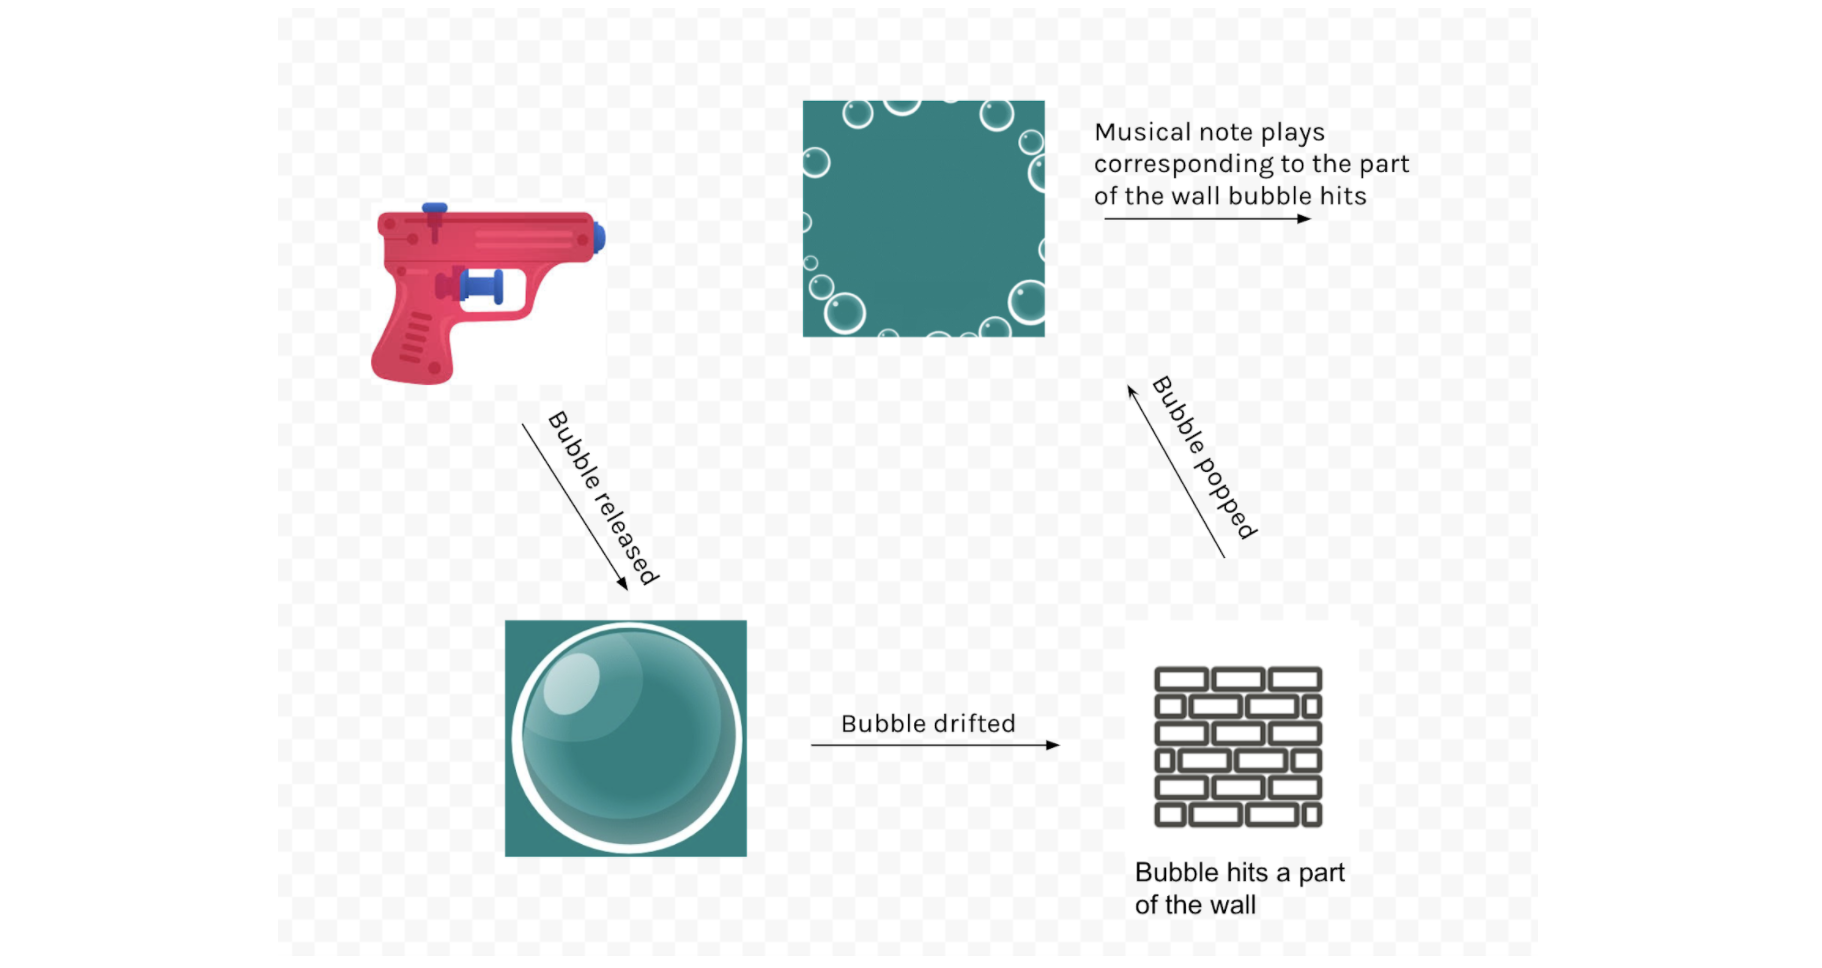 Musical note plays
corresponding to the part
of the wall bubble hits
Bubble released
Bubble popped
Bubble drifted
Bubble hits a part
of the wall